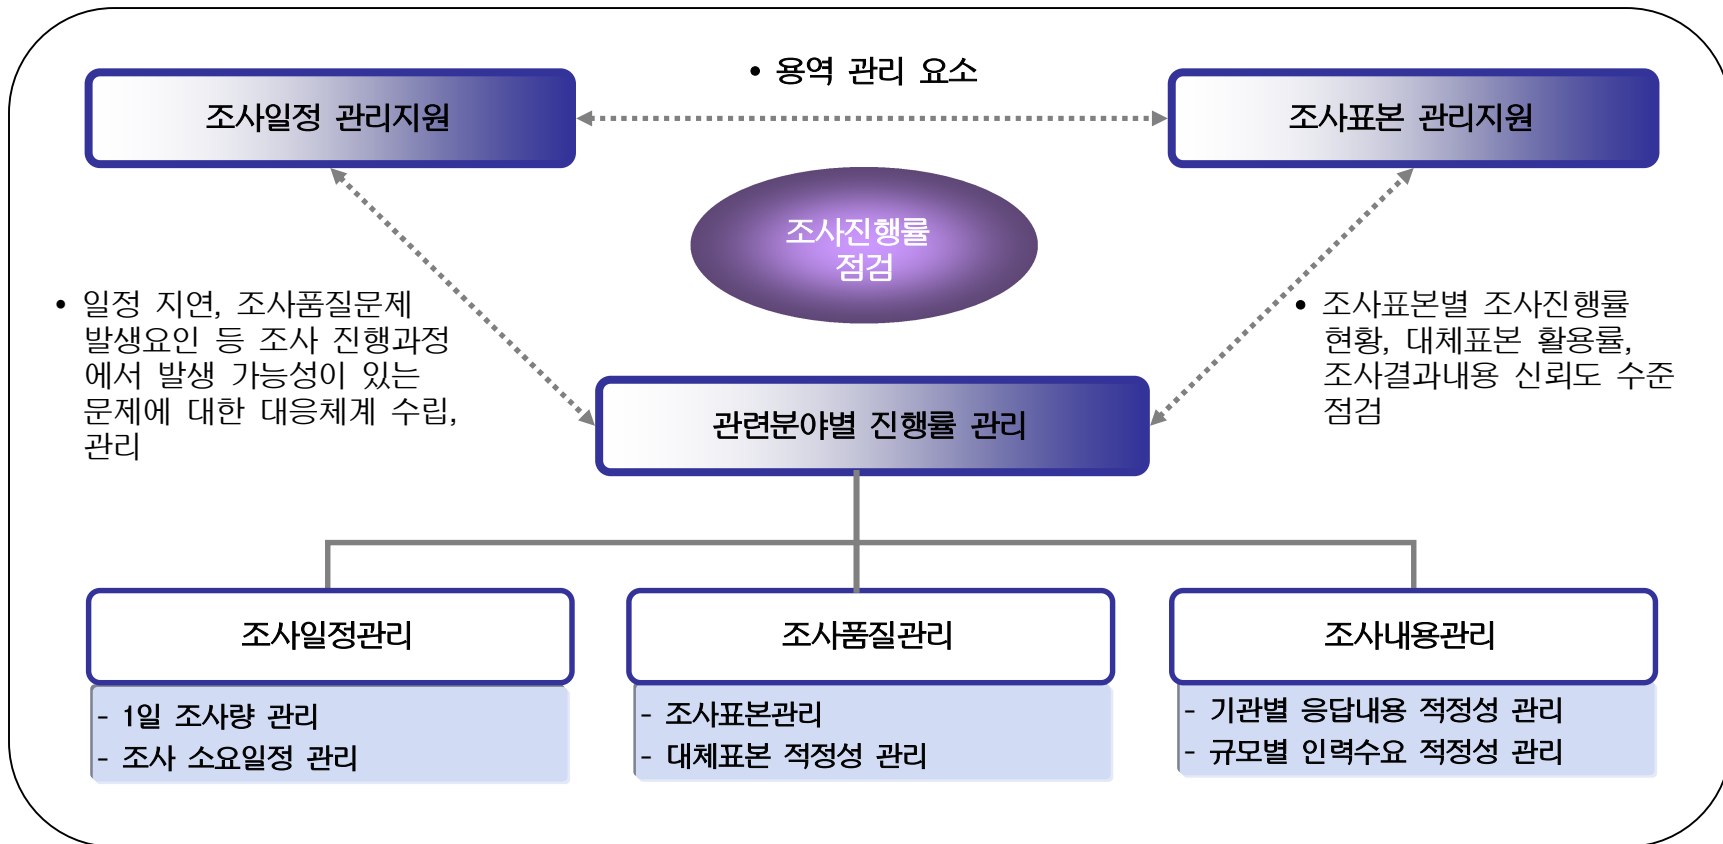 • 용역 관리 요소
조사일정 관리지원
조사표본 관리지원
조사진행률
점검
• 일정 지연, 조사품질문제
발생요인 등 조사 진행과정
에서 발생 가능성이 있는
문제에 대한 대응체계 수립,
관리
• 조사표본별 조사진행률
현황, 대체표본 활용률,
조사결과내용 신뢰도 수준
점검
관련분야별 진행률 관리
조사일정관리
- 1일 조사량 관리
- 조사 소요일정 관리
조사품질관리
- 조사표본관리
- 대체표본 적정성 관리
조사내용관리
- 기관별 응답내용 적정성 관리
- 규모별 인력수요 적정성 관리